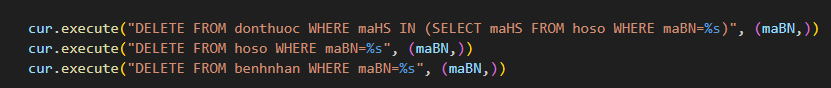 cur.execute("DELETE FROM donthuoc WHERE maHS IN (SELECT maHS FROM hoso WHERE maBN=%s)", (maBN,))
cur.execute("DELETE FROM hoso WHERE maBN=%s", (maBN,))
cur.execute("DELETE FROM benhnhan WHERE maBN=%s", (maBN,))